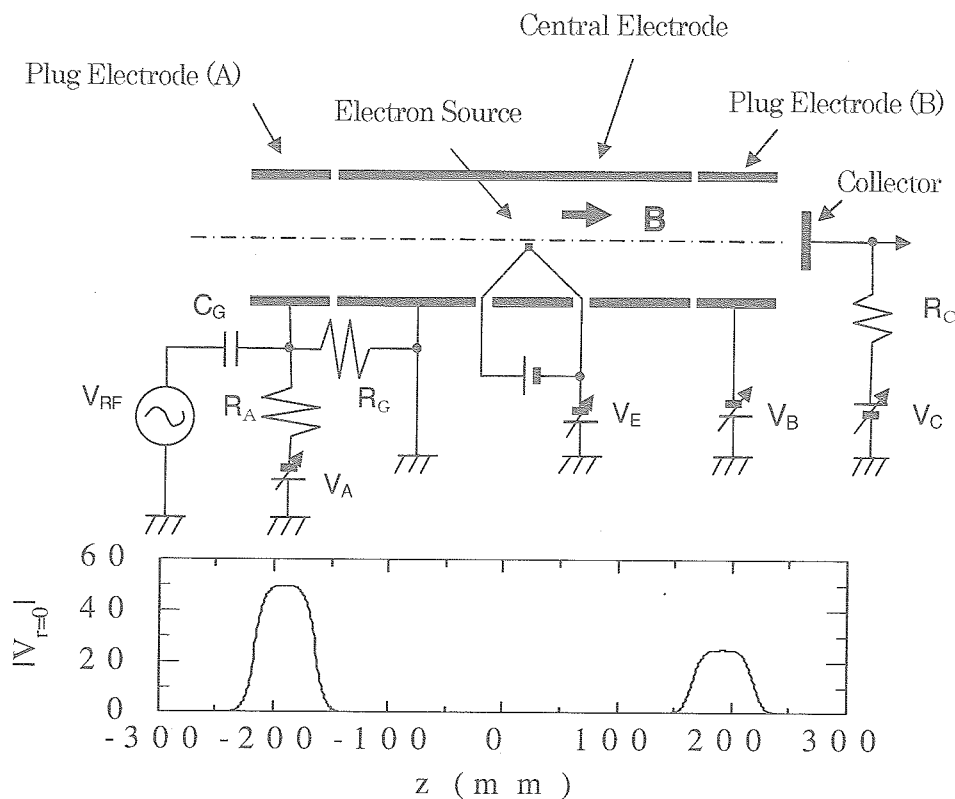 Central Electrode
Plug Electrode (A)
Electron Source
Plug Electrode (B)
Collector
B
C_G
R_C
V_RF
R_A
R_G
V_E
V_B
V_C
V_A
60
40
20
0
|V_{r=0}|
-300 -200 -100 0 100 200 300
z (mm)